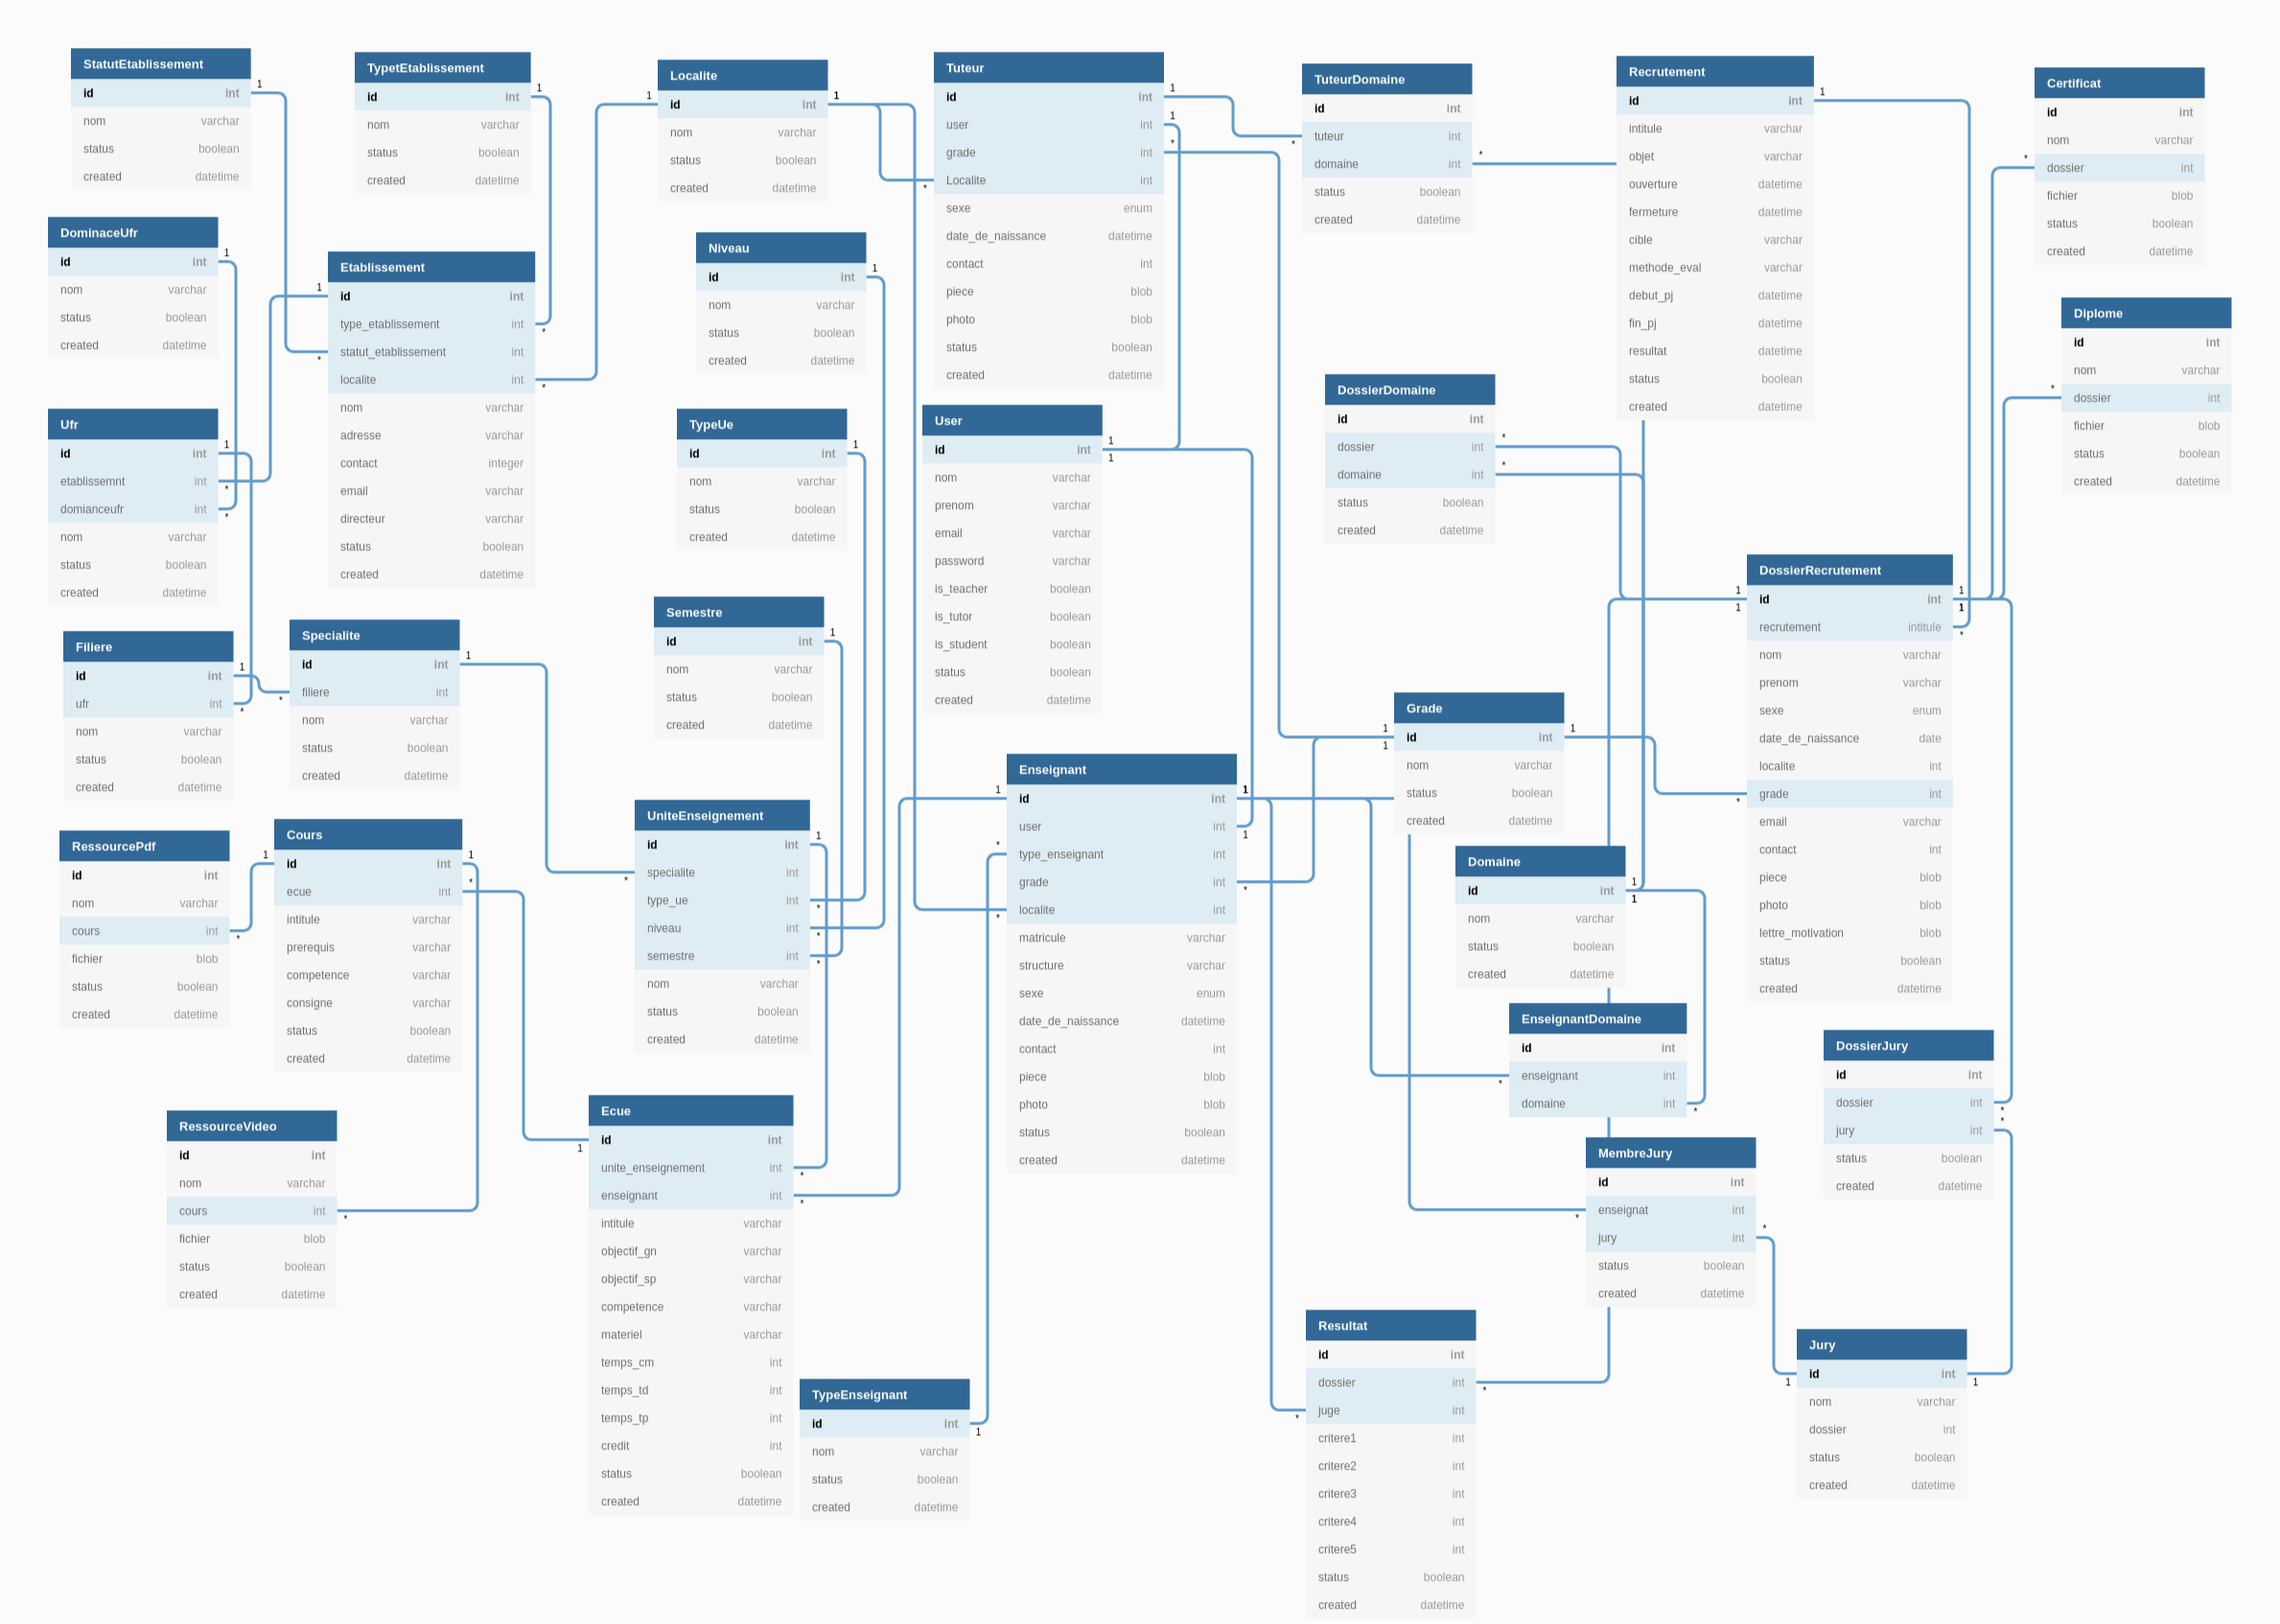 StatutEtablissement
id int
nom varchar
status boolean
created datetime
TypetEtablissement
id int
nom varchar
status boolean
created datetime
Localite
id int
nom varchar
status boolean
created datetime
Tuteur
id int
user int
grade int
Localite int
sexe enum
date_de_naissance datetime
contact int
piece blob
photo blob
status boolean
created datetime
TuteurDomaine
id int
tuteur int
domaine int
status boolean
created datetime
Recrutement
id int
intitule varchar
objet varchar
ouverture datetime
fermeture datetime
cible varchar
methode_eval varchar
debut_pj datetime
fin_pj datetime
resultat datetime
status boolean
created datetime
Certificat
id int
nom varchar
dossier int
fichier blob
status boolean
created datetime
DominaceUfr
id int
nom varchar
status boolean
created datetime
Etablissement
id int
type_etablissement int
statut_etablissement int
localite int
nom varchar
adresse varchar
contact integer
email varchar
directeur varchar
status boolean
created datetime
Niveau
id int
nom varchar
status boolean
created datetime
Diplome
id int
nom varchar
dossier int
fichier blob
status boolean
created datetime
DossierDomaine
id int
dossier int
domaine int
status boolean
created datetime
Ufr
id int
etablissemnt int
domianceufr int
nom varchar
status boolean
created datetime
TypeUe
id int
nom varchar
status boolean
created datetime
User
id int
nom varchar
prenom varchar
email varchar
password varchar
is_teacher boolean
is_tutor boolean
is_student boolean
status boolean
created datetime
DossierRecrutement
id int
recrutement intitule
nom varchar
prenom varchar
sexe enum
date_de_naissance date
localite int
grade int
email varchar
contact int
piece blob
photo blob
lettre_motivation blob
status boolean
created datetime
Semestre
id int
nom varchar
status boolean
created datetime
Filiere
id int
ufr int
nom varchar
status boolean
created datetime
Specialite
id int
filiere int
nom varchar
status boolean
created datetime
Grade
id int
nom varchar
status boolean
created datetime
Enseignant
id int
user int
type_enseignant int
grade int
localite int
matricule varchar
structure varchar
sexe enum
date_de_naissance datetime
contact int
piece blob
photo blob
status boolean
created datetime
UniteEnseignement
id int
specialite int
type_ue int
niveau int
semestre int
nom varchar
status boolean
created datetime
RessourcePdf
id int
nom varchar
cours int
fichier blob
status boolean
created datetime
Cours
id int
ecue int
intitule varchar
prerequis varchar
competence varchar
consigne varchar
status boolean
created datetime
Domaine
id int
nom varchar
status boolean
created datetime
EnseignantDomaine
id int
enseignant int
domaine int
DossierJury
id int
dossier int
jury int
status boolean
created datetime
RessourceVideo
id int
nom varchar
cours int
fichier blob
status boolean
created datetime
Ecue
id int
unite_enseignement int
enseignant int
intitule varchar
objectif_gn varchar
objectif_sp varchar
competence varchar
materiel varchar
temps_cm int
temps_td int
temps_tp int
credit int
status boolean
created datetime
MembreJury
id int
enseignat int
jury int
status boolean
created datetime
Resultat
id int
dossier int
juge int
critere1 int
critere2 int
critere3 int
critere4 int
critere5 int
status boolean
created datetime
Jury
id int
nom varchar
dossier int
status boolean
created datetime
TypeEnseignant
id int
nom varchar
status boolean
created datetime